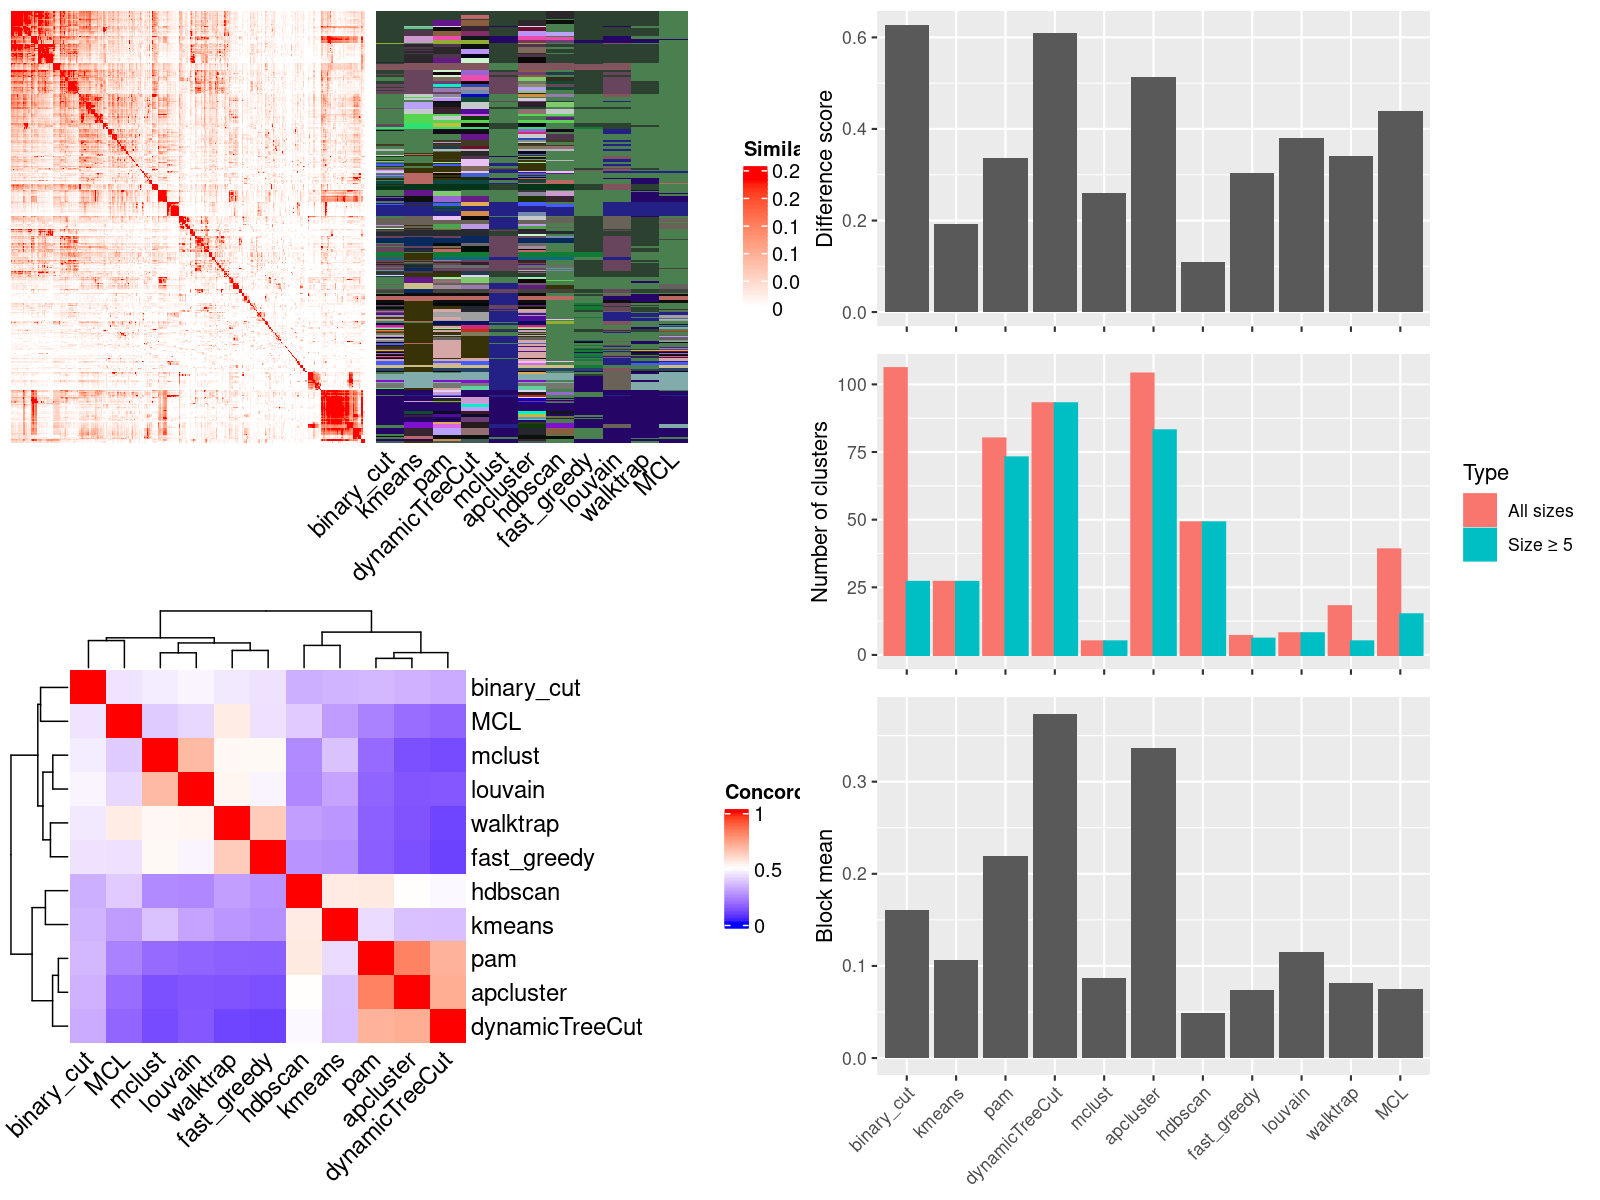 Simila
0.2
0.2
0.1
0.1
0.0
0
binary_cut
kmeans
pam
dynamicTreeCut
mclust
apcluster
hdbscan
fast_greedy
louvain
walktrap
MCL
binary_cut
MCL
mclust
louvain
walktrap
fast_greedy
hdbscan
kmeans
pam
apcluster
dynamicTreeCut
binary_cut
MCL
mclust
louvain
walktrap
fast_greedy
hdbscan
kmeans
pam
apcluster
dynamicTreeCut
Concord
1
0.5
0
Difference score
0.6
0.4
0.2
0.0
Number of clusters
100
75
50
25
0
Type
All sizes
Size ≥ 5
Block mean
0.3
0.2
0.1
0.0
binary_cut
kmeans
pam
dynamicTreeCut
mclust
apcluster
hdbscan
fast_greedy
louvain
walktrap
MCL